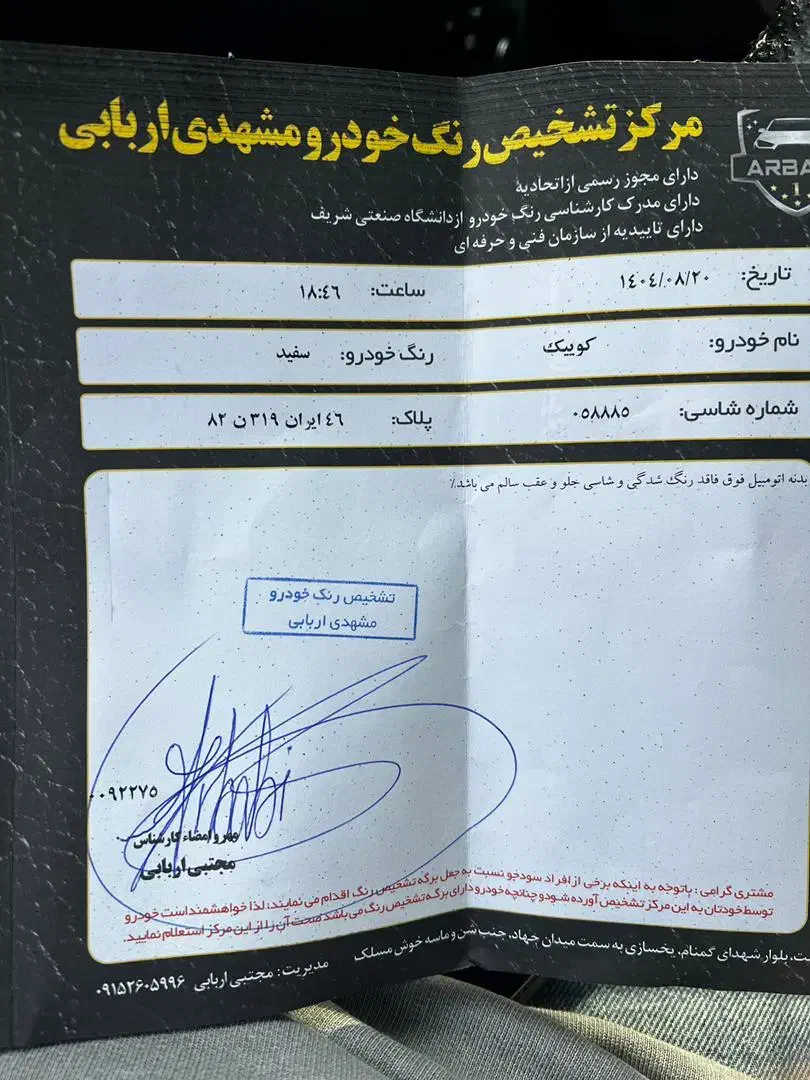 مرکز تشخیص رنگ خودرو مشهدی اربابی
ARBA
دارای مجوز رسمی از اتحادیه
دارای مدرک کارشناسی رنگ خودرو از دانشگاه صنعتی شریف
دارای تاییدیه از سازمان فنی و حرفه ای
تاریخ: ۱۴۰۴/۰۸/۲۰ ساعت: ۱۸:۴۶
نام خودرو: کوییک رنگ خودرو: سفید
شماره شاسی: ۰۵۸۸۸۵ پلاک: ۴۶ ایران ۳۱۹ ن ۸۲
بدنه اتومبیل فوق فاقد رنگ شدگی و شاسی جلو و عقب سالم می باشد٪
تشخیص رنگ خودرو
مشهدی اربابی
۰۰۹۲۲۷۵
مهر و امضاء کارسناس
مجتبی اربابی
مشتری گرامی : باتوجه به اینکه برخی از افراد سودجو نسبت به جعل برگه تشخیص رنگ اقدام می نمایند، لذا خواهشمند است خودرو
توسط خودتان به این مرکز تشخیص آورده شود و چنانچه خودرو دارای برگه تشخیص رنگ می باشد صحت آن را از این مرکز استعلام نمایید.
بلوار شهدای گمنام، یخسازی به سمت میدان جهاد، جنب شن و ماسه خوش مسلک
مدیریت: مجتبی اربابی ۰۹۱۵۲۶۰۵۹۹۶